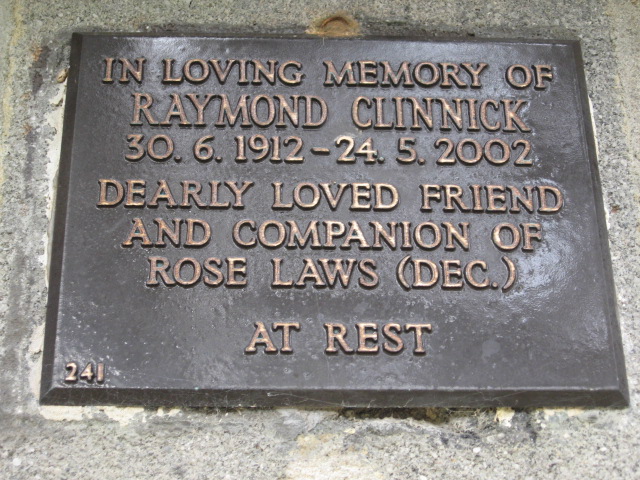 IN LOVING MEMORY OF
RAYMOND CLINNICK
30. 6. 1912 - 24. 5. 2002
DEARLY LOVED FRIEND
AND COMPANION OF
ROSE LAWS (DEC.)
AT REST
241